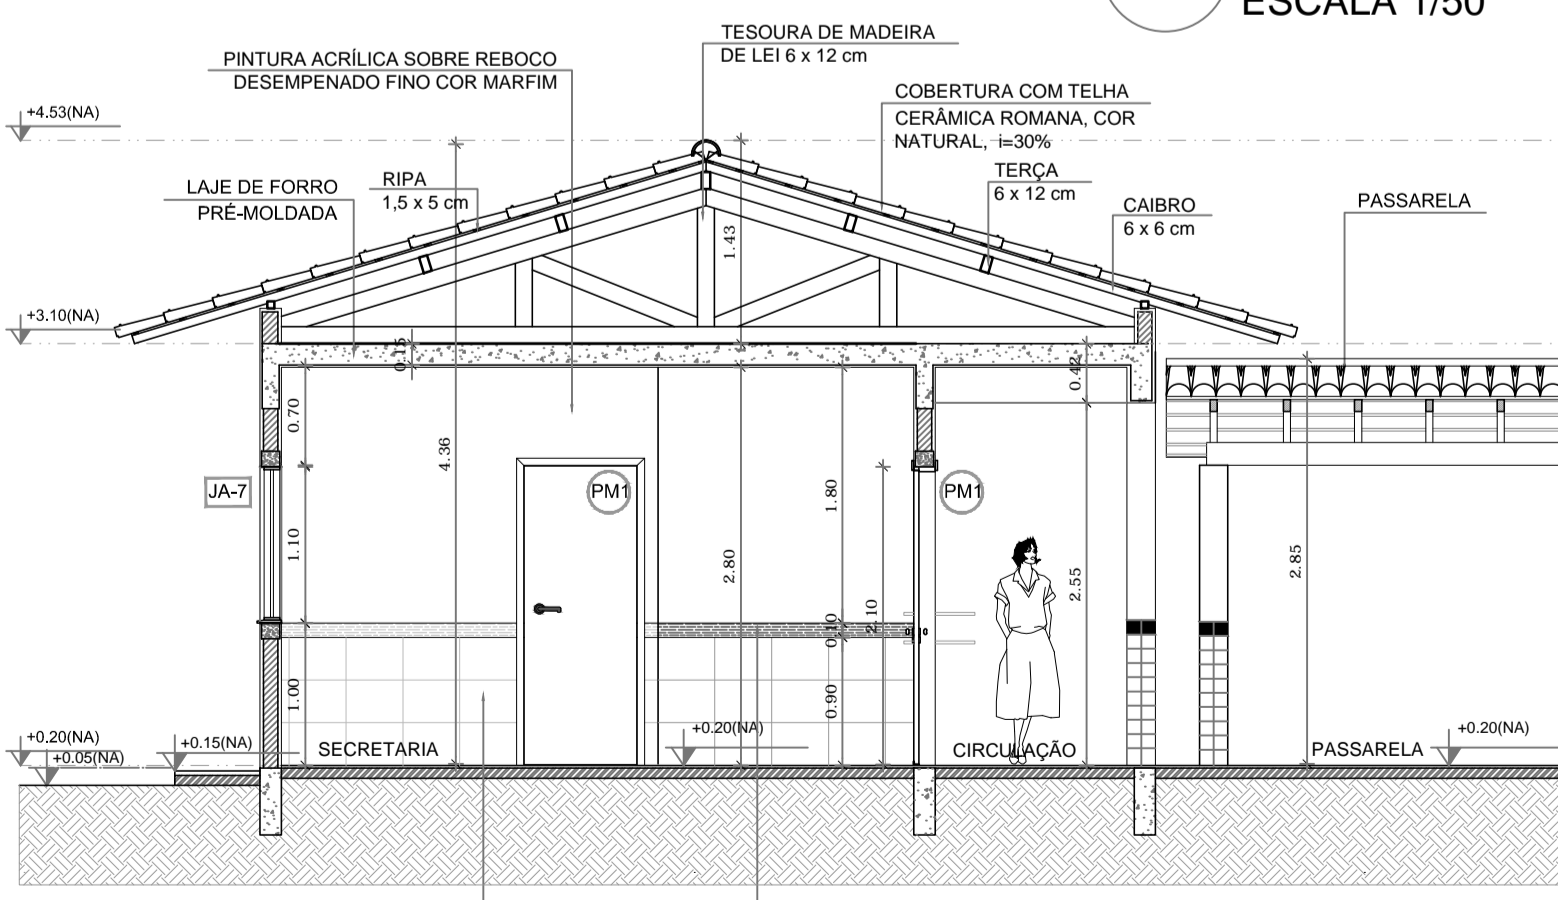 ESCALA 1/50
TESOURA DE MADEIRA
DE LEI 6 x 12 cm
PINTURA ACRÍLICA SOBRE REBOCO
DESEMPENADO FINO COR MARFIM
COBERTURA COM TELHA
CERÂMICA ROMANA, COR
NATURAL, i=30%
+4.53(NA)
TERÇA
6 x 12 cm
RIPA
1,5 x 5 cm
LAJE DE FORRO
PRÉ-MOLDADA
CAIBRO
6 x 6 cm
PASSARELA
1.43
+3.10(NA)
0.15
0.42
0.70
4.36
JA-7
PM1
PM1
1.80
1.10
2.80
2.10
2.55
2.85
0.10
1.00
0.90
+0.20(NA)
+0.05(NA)
+0.15(NA)
SECRETARIA
+0.20(NA)
CIRCULAÇÃO
PASSARELA
+0.20(NA)